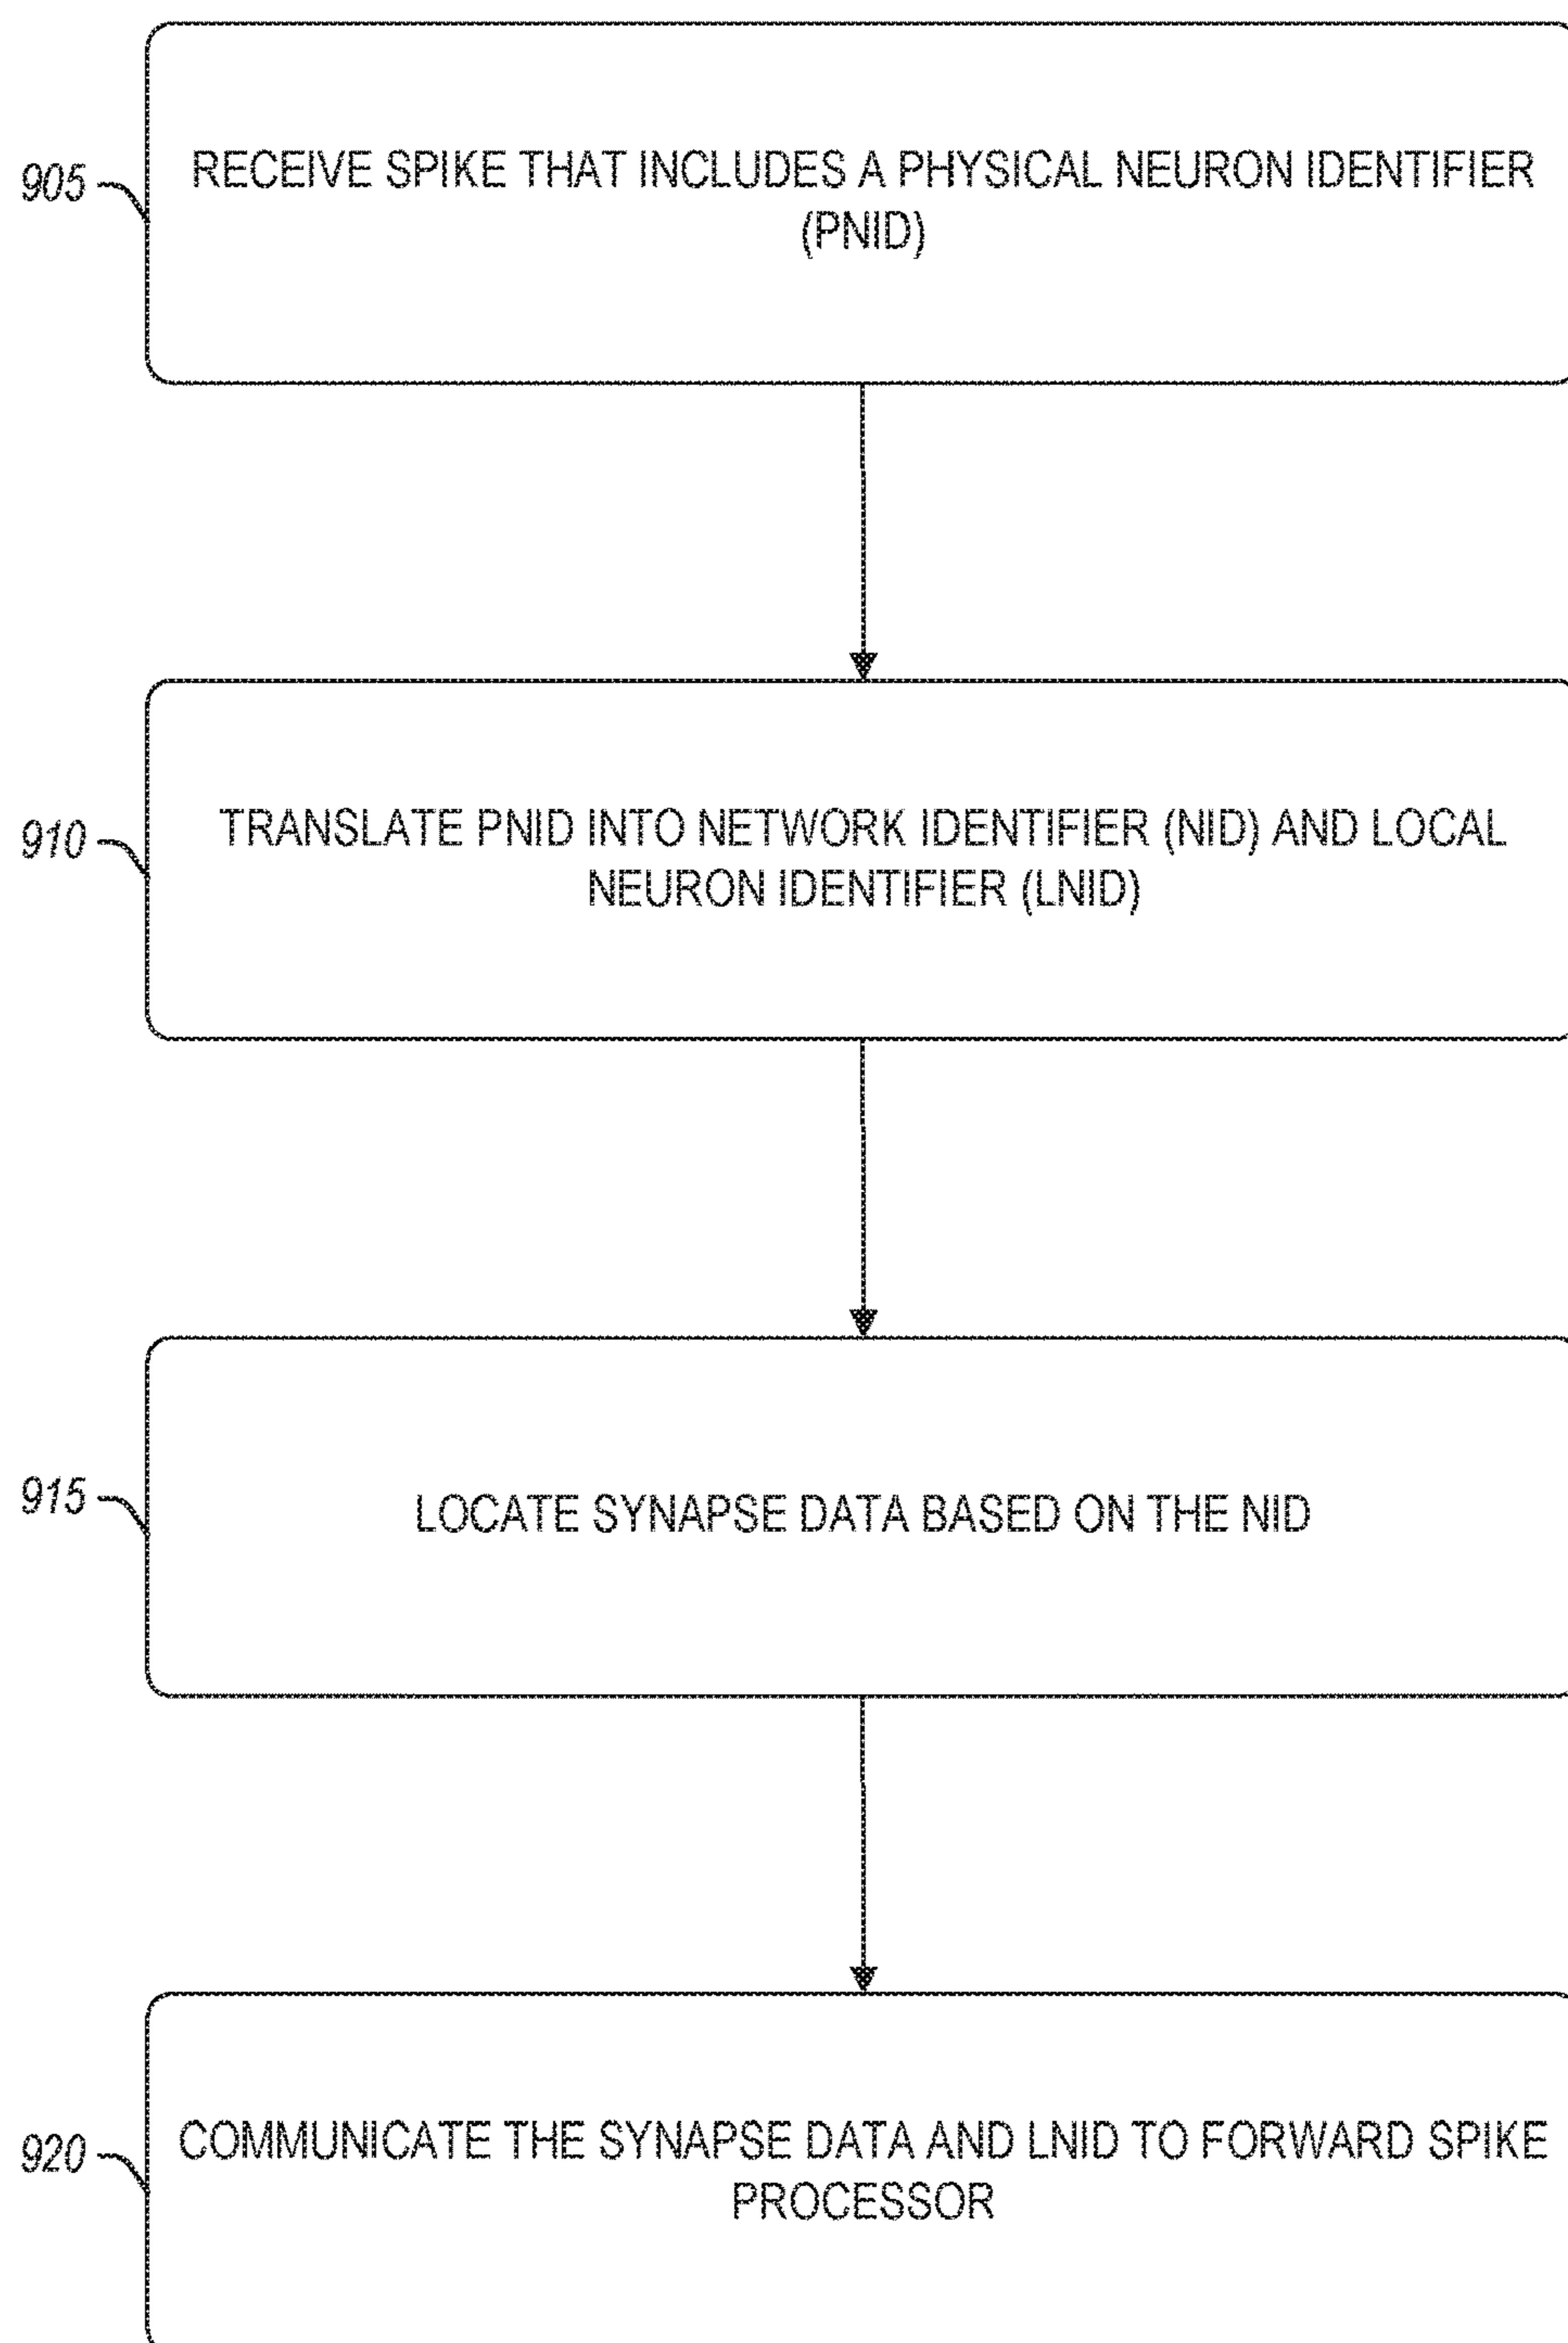 905
RECEIVE SPIKE THAT INCLUDES A PHYSICAL NEURON IDENTIFIER
(PNID)
910
TRANSLATE PNID INTO NETWORK IDENTIFIER (NID) AND LOCAL
NEURON IDENTIFIER (LNID)
915
LOCATE SYNAPSE DATA BASED ON THE NID
920
COMMUNICATE THE SYNAPSE DATA AND LNID TO FORWARD SPIKE
PROCESSOR